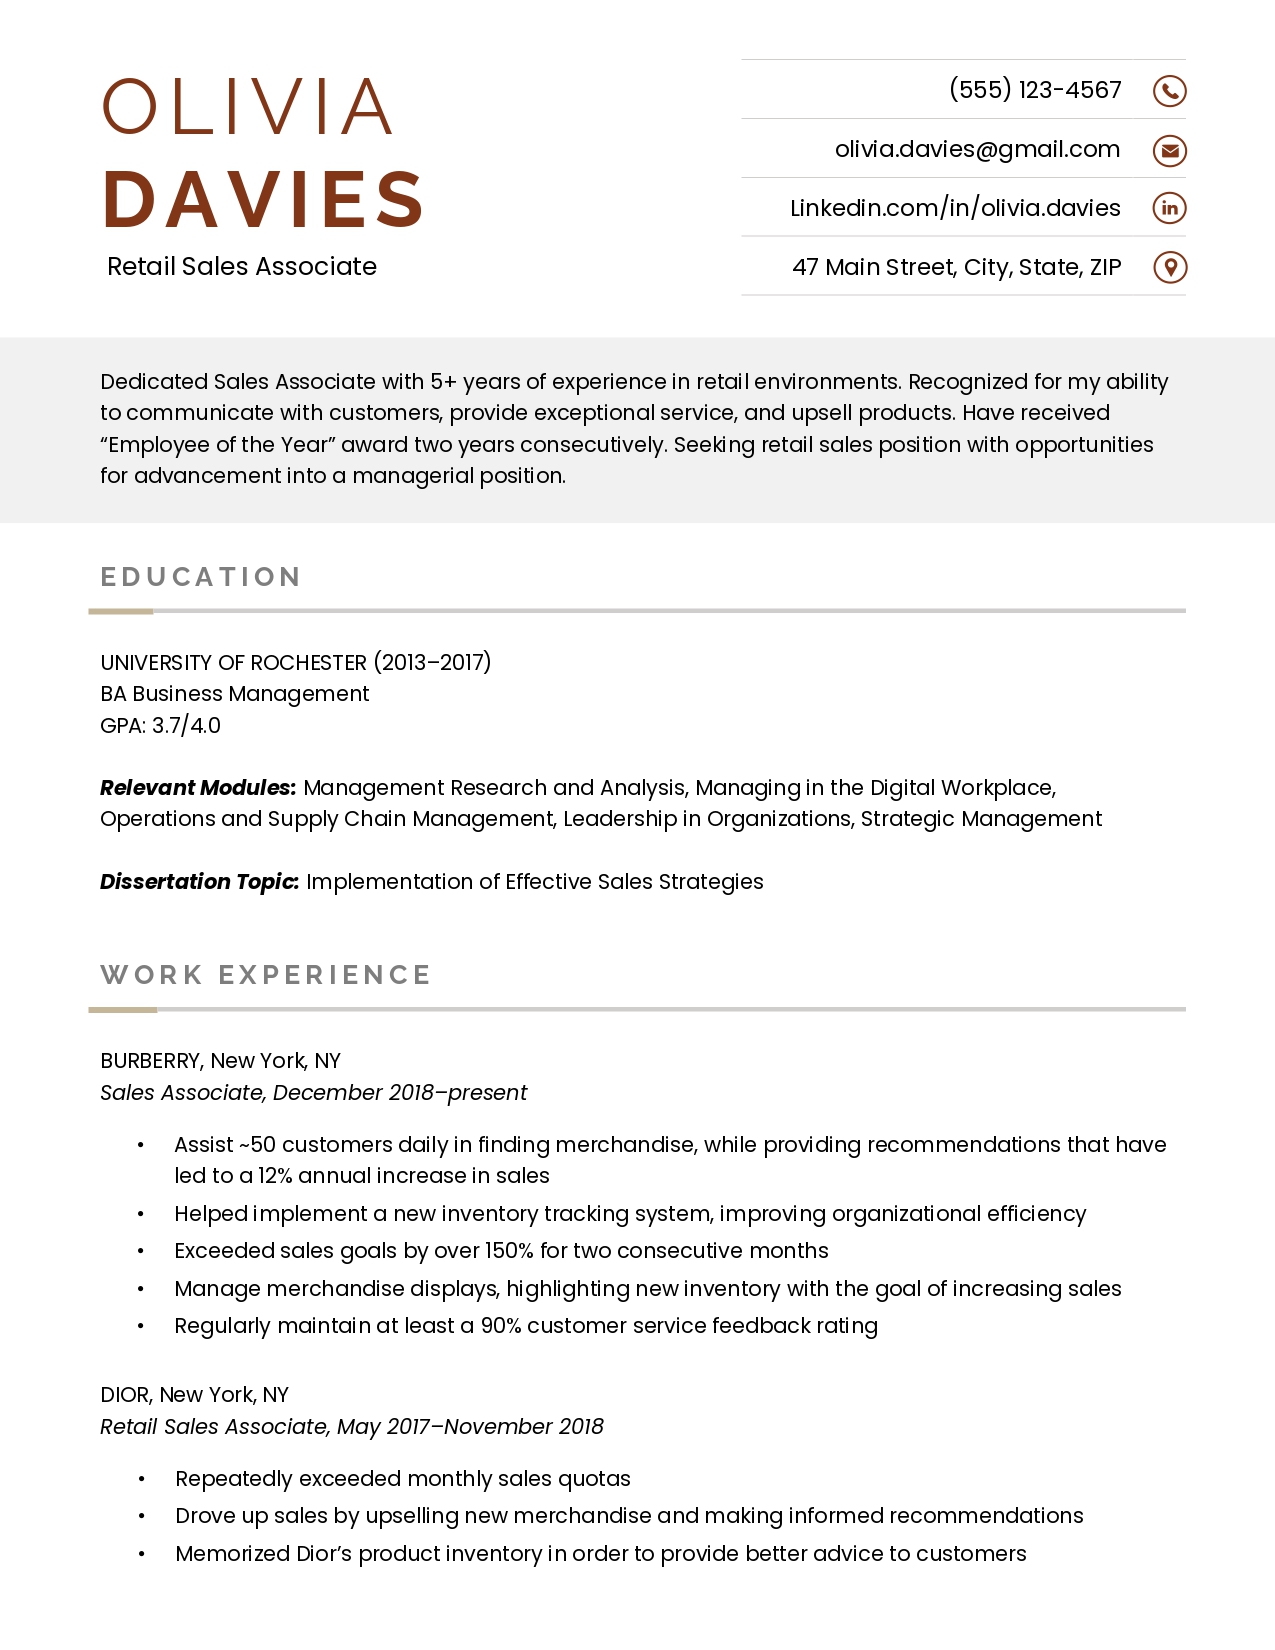 OLIVIA
DAVIES
Retail Sales Associate
(555) 123-4567
olivia.davies@gmail.com
Linkedin.com/in/olivia.davies
47 Main Street, City, State, ZIP
Dedicated Sales Associate with 5+ years of experience in retail environments. Recognized for my ability
to communicate with customers, provide exceptional service, and upsell products. Have received
“Employee of the Year” award two years consecutively. Seeking retail sales position with opportunities
for advancement into a managerial position.
EDUCATION
UNIVERSITY OF ROCHESTER (2013–2017)
BA Business Management
GPA: 3.7/4.0
Relevant Modules: Management Research and Analysis, Managing in the Digital Workplace,
Operations and Supply Chain Management, Leadership in Organizations, Strategic Management
Dissertation Topic: Implementation of Effective Sales Strategies
WORK EXPERIENCE
BURBERRY, New York, NY
Sales Associate, December 2018–present
• Assist ~50 customers daily in finding merchandise, while providing recommendations that have
led to a 12% annual increase in sales
• Helped implement a new inventory tracking system, improving organizational efficiency
• Exceeded sales goals by over 150% for two consecutive months
• Manage merchandise displays, highlighting new inventory with the goal of increasing sales
• Regularly maintain at least a 90% customer service feedback rating
DIOR, New York, NY
Retail Sales Associate, May 2017–November 2018
• Repeatedly exceeded monthly sales quotas
• Drove up sales by upselling new merchandise and making informed recommendations
• Memorized Dior’s product inventory in order to provide better advice to customers